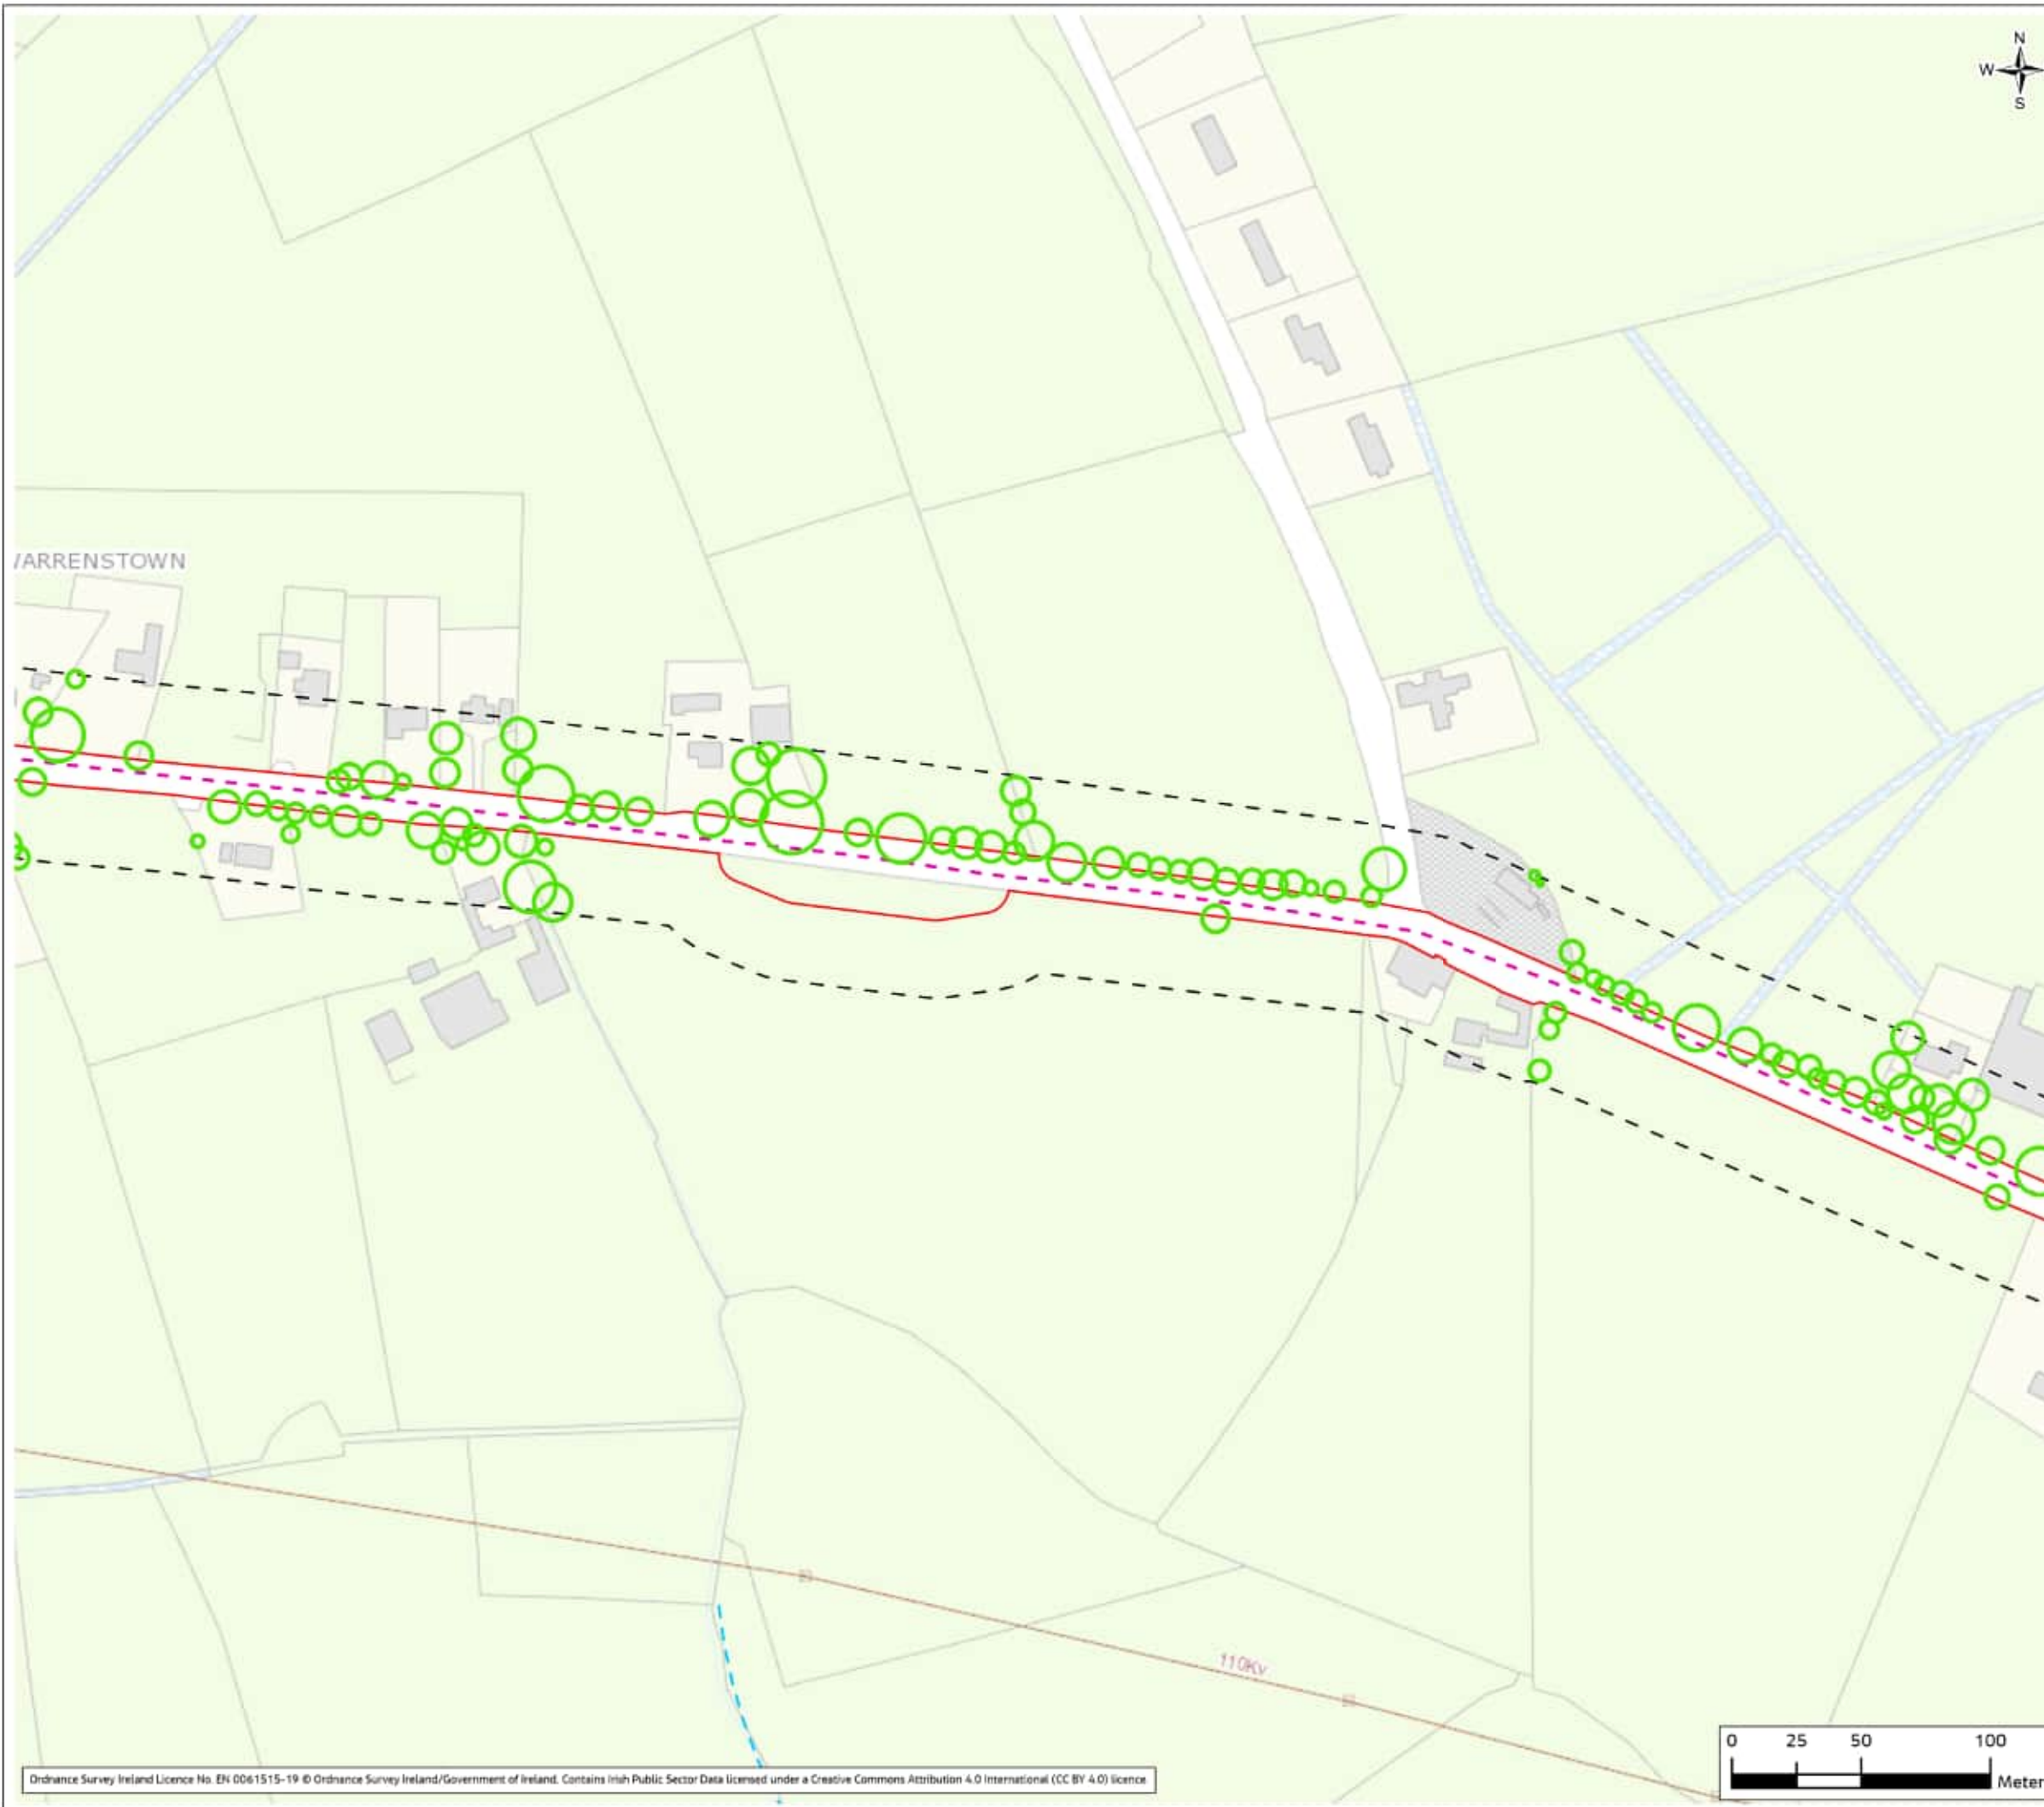 N
W
S
WARRENSTOWN
110Kv
0 25 50 100
Meter
Ordnance Survey Ireland Licence No. EN 0061515-19 © Ordnance Survey Ireland/Government of Ireland. Contains Irish Public Sector Data licensed under a Creative Commons Attribution 4.0 International (CC BY 4.0) licence